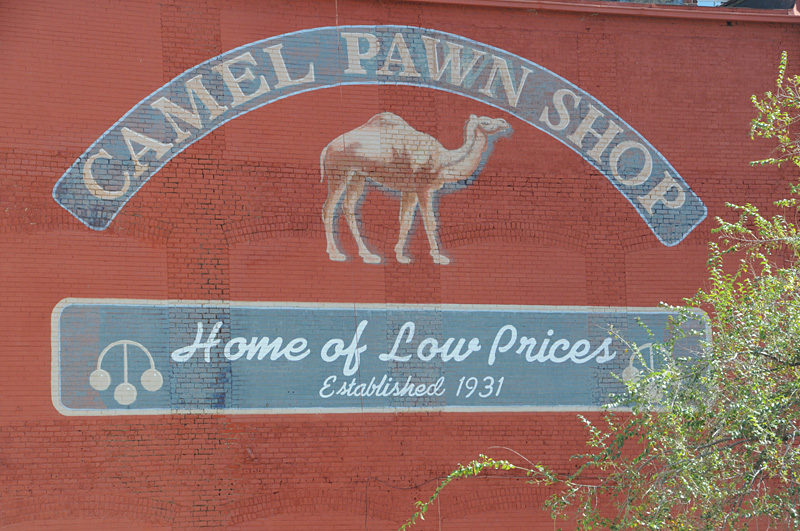 CAMEL PAWN SHOP
Home of Low Prices
Established 1931